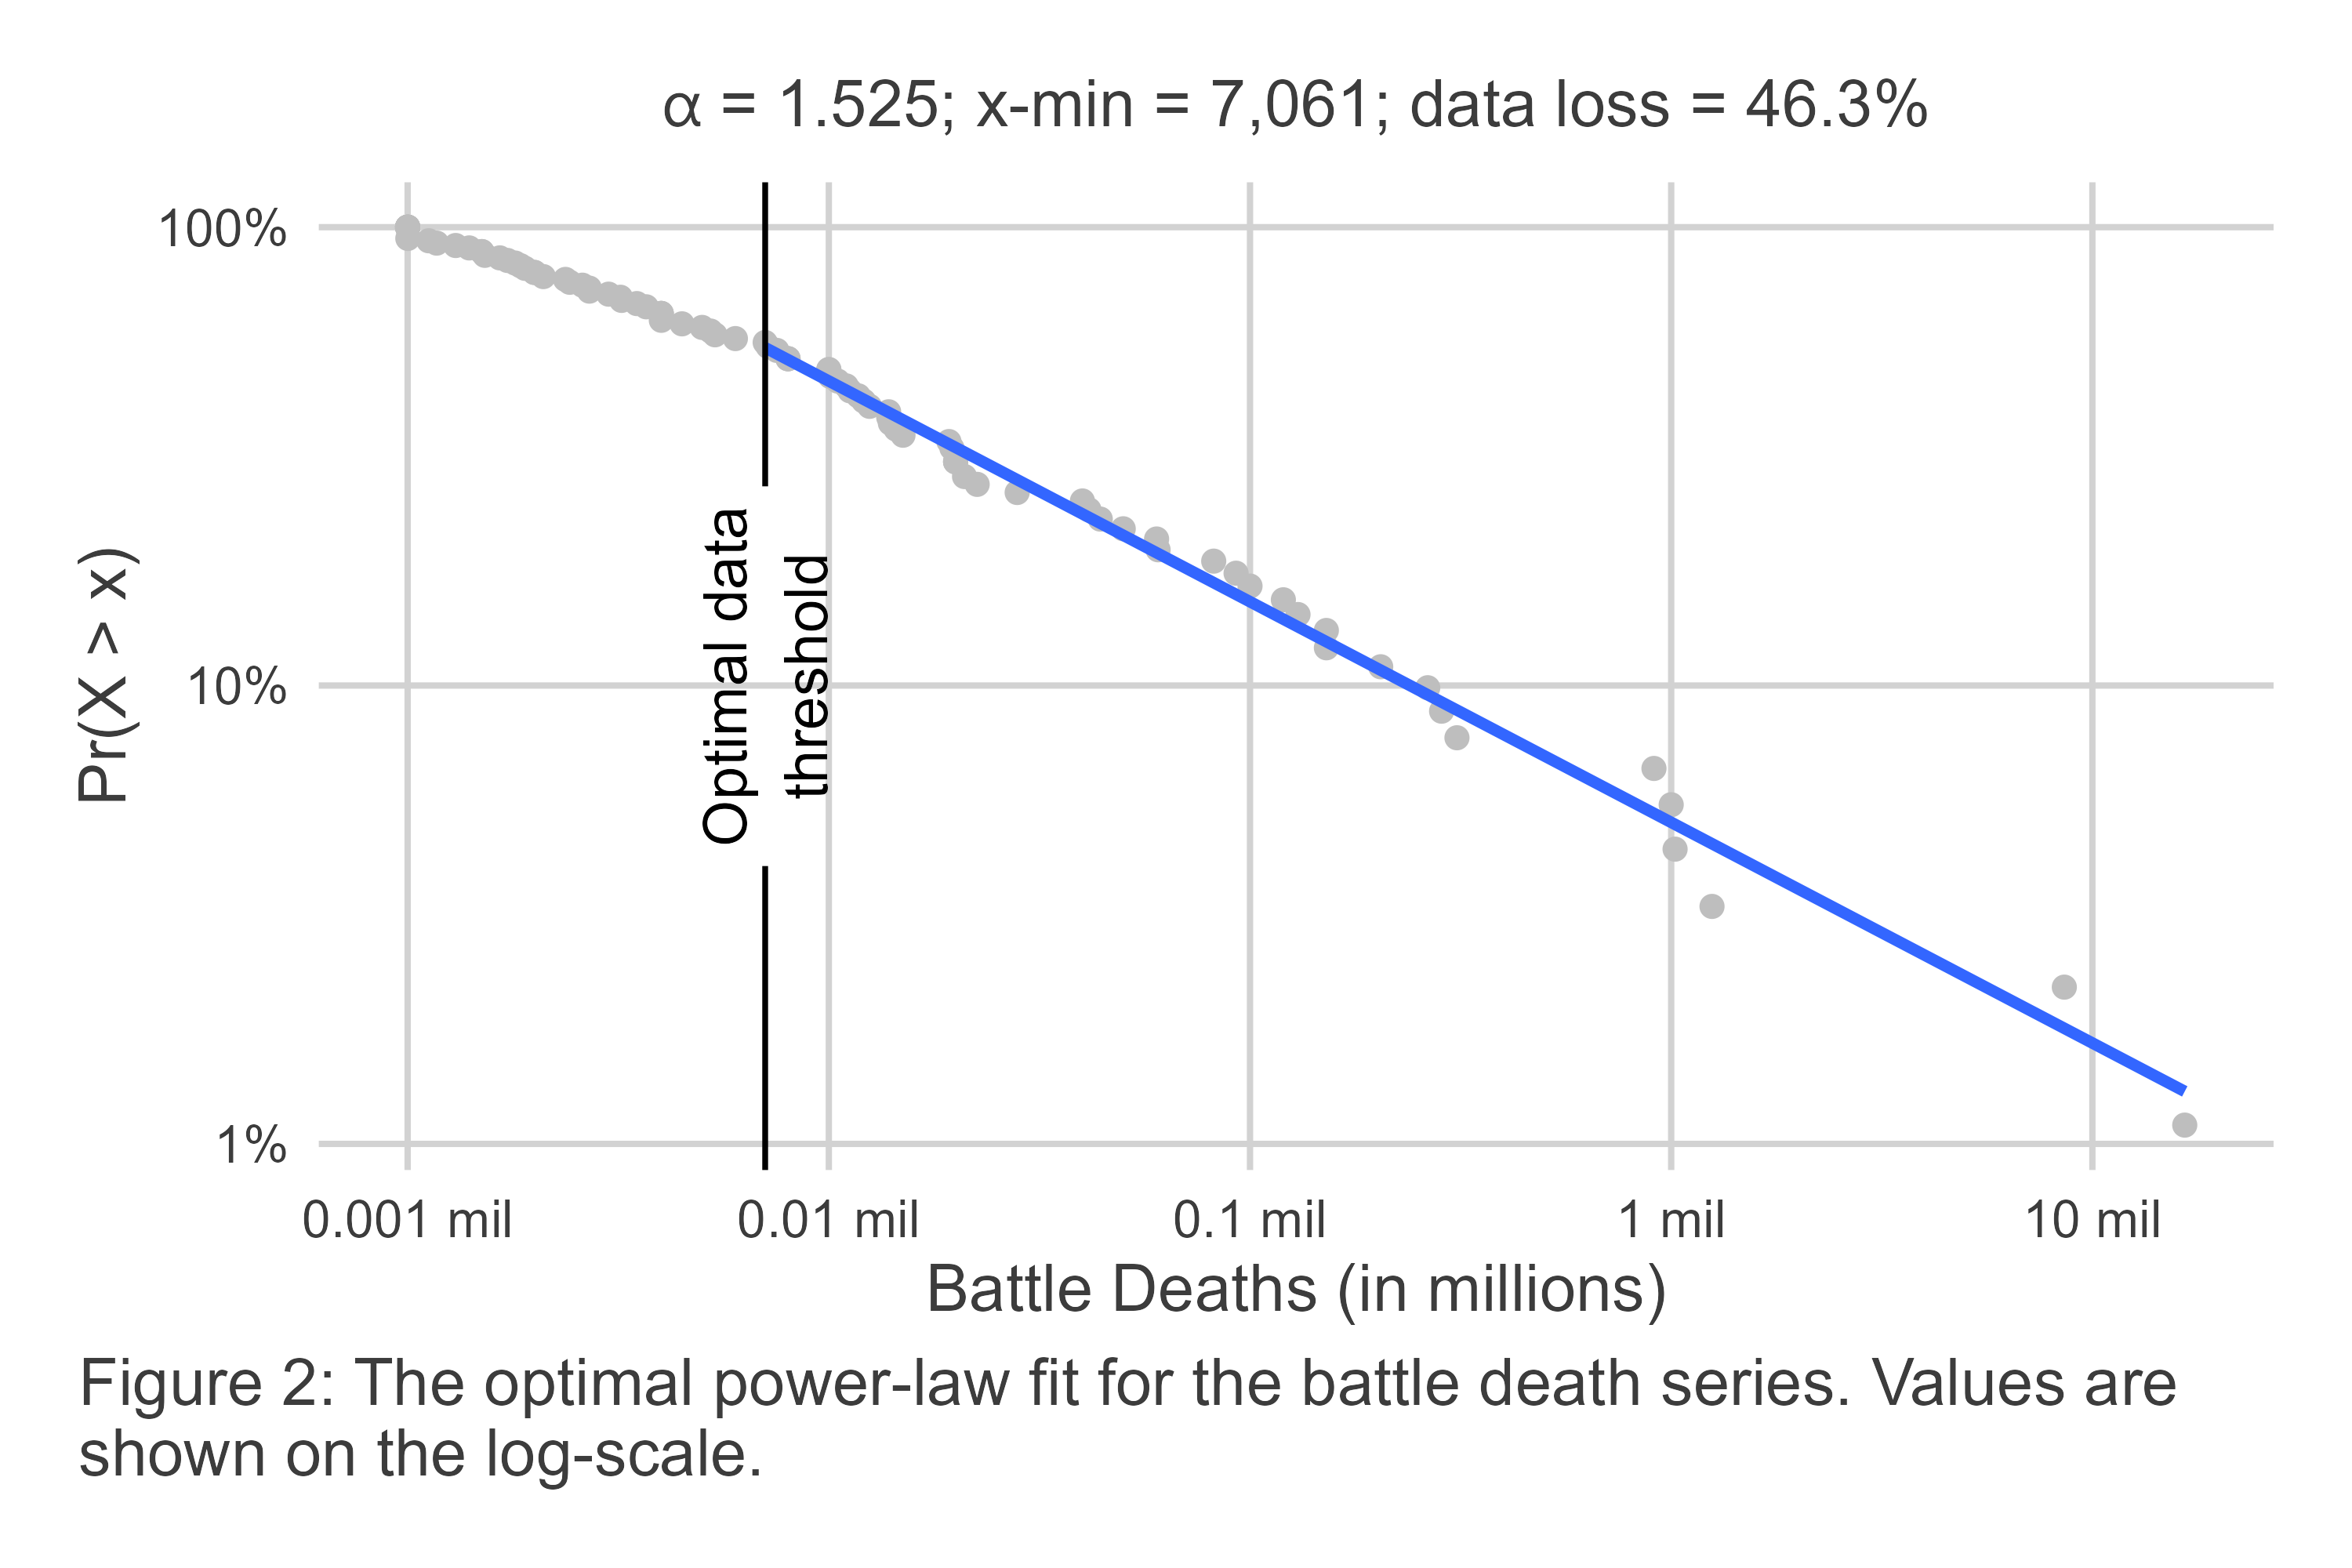 α = 1.525; x-min = 7,061; data loss = 46.3%
100%
10%
1%
Pr(X > x)
Optimal data
threshold
0.001 mil
0.01 mil
0.1 mil
1 mil
10 mil
Battle Deaths (in millions)
Figure 2: The optimal power-law fit for the battle death series. Values are
shown on the log-scale.